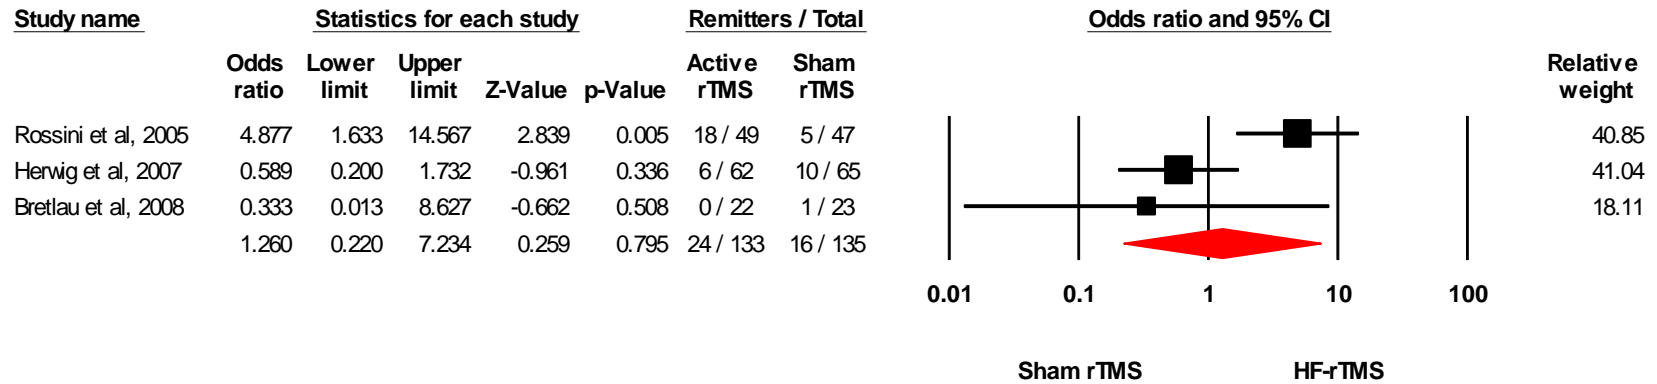 Study name Statistics for each study Remitters / Total Odds ratio and 95% CI
Odds Lower Upper Active Sham Relative
ratio limit limit Z-Value p-Value rTMS rTMS weight
Rossini et al, 2005 4.877 1.633 14.567 2.839 0.005 18 / 49 5 / 47 40.85
Herwig et al, 2007 0.589 0.200 1.732 -0.961 0.336 6 / 62 10 / 65 41.04
Bretlau et al, 2008 0.333 0.013 8.627 -0.662 0.508 0 / 22 1 / 23 18.11
1.260 0.220 7.234 0.259 0.795 24 / 133 16 / 135
0.01 0.1 1 10 100
Sham rTMS HF-rTMS